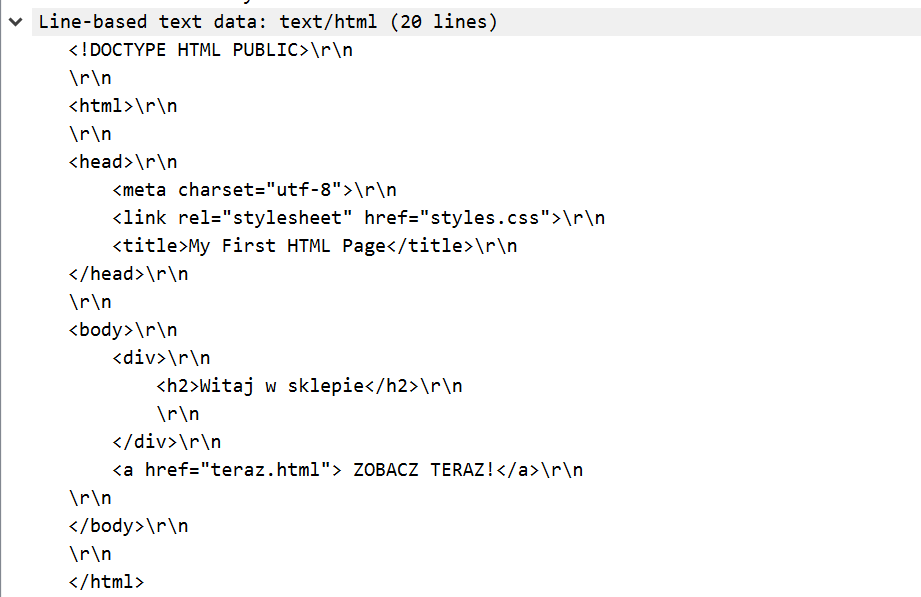 Line-based text data: text/html (20 lines)
<!DOCTYPE HTML PUBLIC>\r\n
\r\n
<html>\r\n
\r\n
<head>\r\n
    <meta charset="utf-8">\r\n
    <link rel="stylesheet" href="styles.css">\r\n
    <title>My First HTML Page</title>\r\n
</head>\r\n
\r\n
<body>\r\n
    <div>\r\n
        <h2>Witaj w sklepie</h2>\r\n
        \r\n
    </div>\r\n
    <a href="teraz.html"> ZOBACZ TERAZ!</a>\r\n
\r\n
</body>\r\n
\r\n
</html>